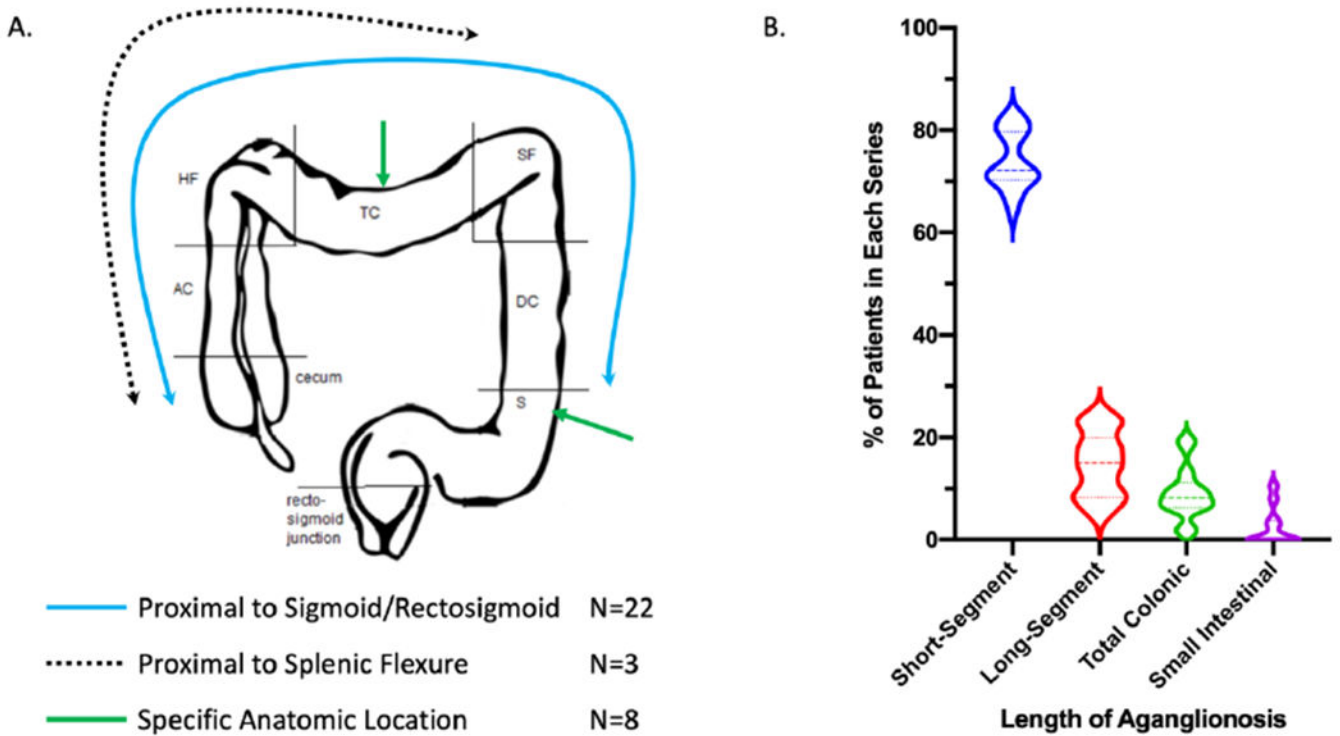 A.
HF
SF
TC
AC
DC
cecum
S
recto-
sigmoid
junction
Proximal to Sigmoid/Rectosigmoid N=22
Proximal to Splenic Flexure N=3
Specific Anatomic Location N=8
B.
% of Patients in Each Series
100
80
60
40
20
0
Short-Segment
Long-Segment
Total Colonic
Small Intestinal
Length of Aganglionosis